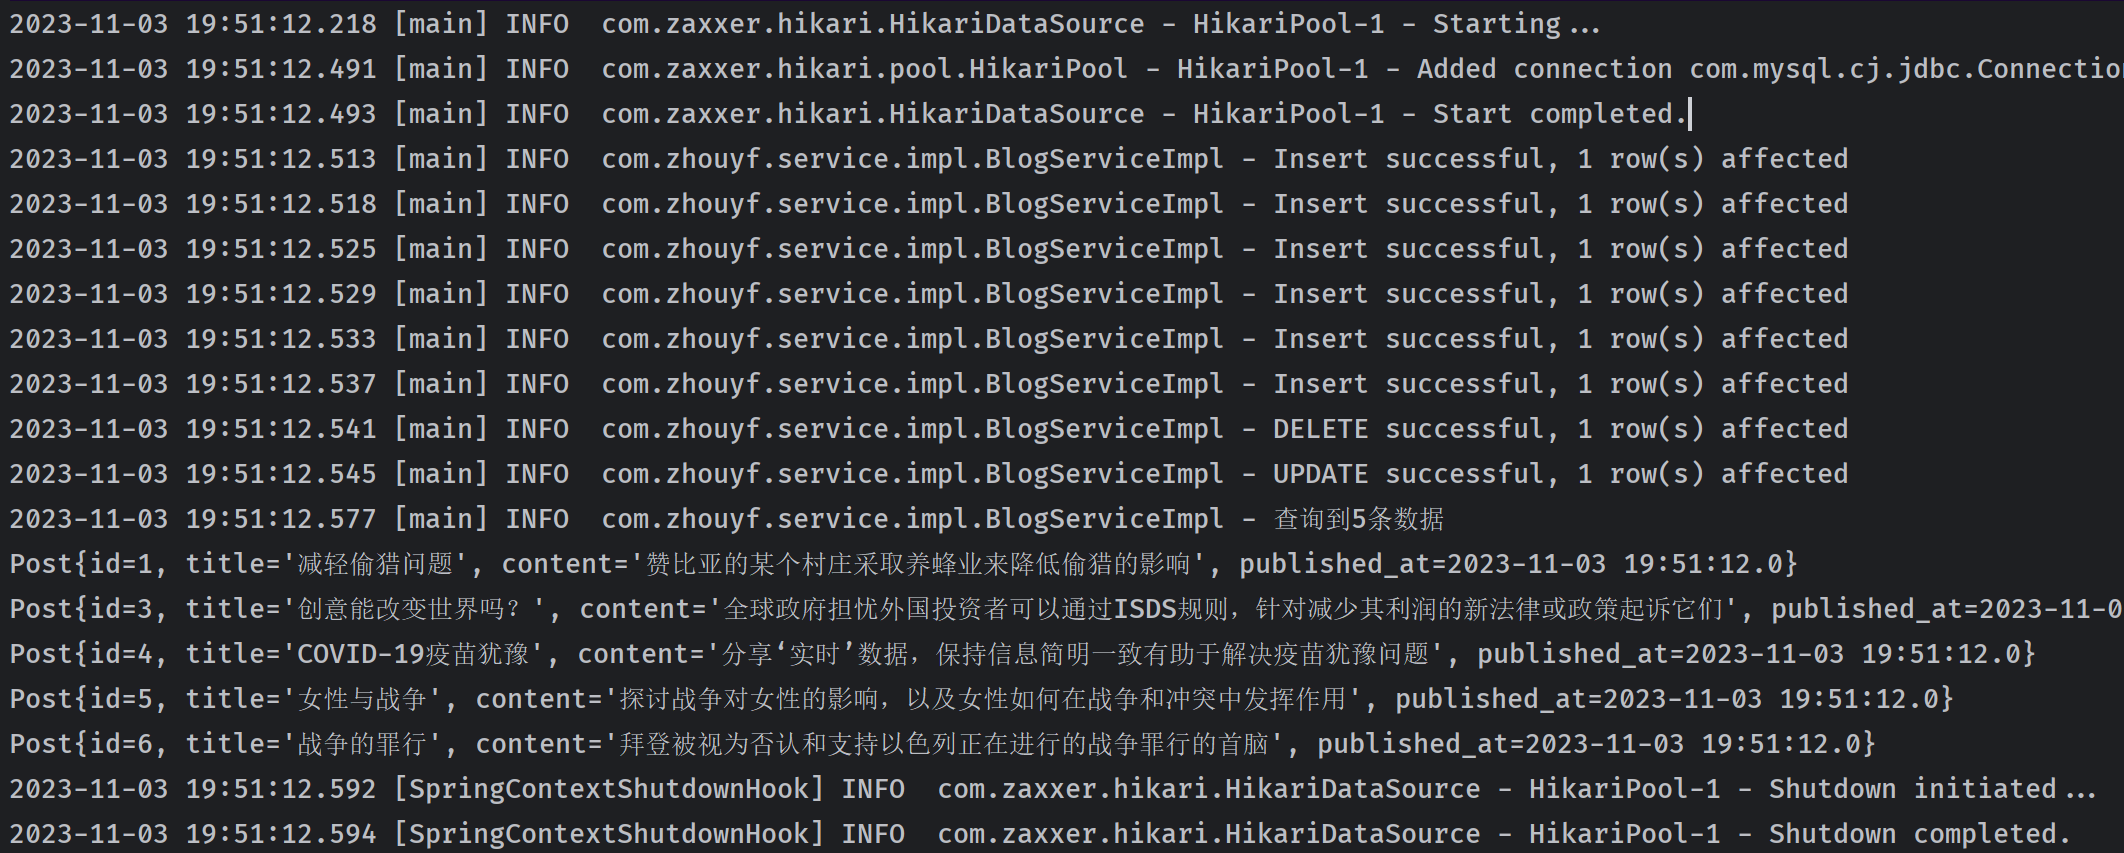 2023-11-03 19:51:12.218 [main] INFO  com.zaxxer.hikari.HikariDataSource - HikariPool-1 - Starting...
2023-11-03 19:51:12.491 [main] INFO  com.zaxxer.hikari.pool.HikariPool - HikariPool-1 - Added connection com.mysql.cj.jdbc.Connectio
2023-11-03 19:51:12.493 [main] INFO  com.zaxxer.hikari.HikariDataSource - HikariPool-1 - Start completed.
2023-11-03 19:51:12.513 [main] INFO  com.zhouyf.service.impl.BlogServiceImpl - Insert successful, 1 row(s) affected
2023-11-03 19:51:12.518 [main] INFO  com.zhouyf.service.impl.BlogServiceImpl - Insert successful, 1 row(s) affected
2023-11-03 19:51:12.525 [main] INFO  com.zhouyf.service.impl.BlogServiceImpl - Insert successful, 1 row(s) affected
2023-11-03 19:51:12.529 [main] INFO  com.zhouyf.service.impl.BlogServiceImpl - Insert successful, 1 row(s) affected
2023-11-03 19:51:12.533 [main] INFO  com.zhouyf.service.impl.BlogServiceImpl - Insert successful, 1 row(s) affected
2023-11-03 19:51:12.537 [main] INFO  com.zhouyf.service.impl.BlogServiceImpl - Insert successful, 1 row(s) affected
2023-11-03 19:51:12.541 [main] INFO  com.zhouyf.service.impl.BlogServiceImpl - DELETE successful, 1 row(s) affected
2023-11-03 19:51:12.545 [main] INFO  com.zhouyf.service.impl.BlogServiceImpl - UPDATE successful, 1 row(s) affected
2023-11-03 19:51:12.577 [main] INFO  com.zhouyf.service.impl.BlogServiceImpl - 查询到5条数据
Post{id=1, title='减轻偷猎问题', content='赞比亚的某个村庄采取养蜂业来降低偷猎的影响', published_at=2023-11-03 19:51:12.0}
Post{id=3, title='创意能改变世界吗？', content='全球政府担忧外国投资者可以通过ISDS规则，针对减少其利润的新法律或政策起诉它们', published_at=2023-11-0
Post{id=4, title='COVID-19疫苗犹豫', content='分享‘实时’数据，保持信息简明一致有助于解决疫苗犹豫问题', published_at=2023-11-03 19:51:12.0}
Post{id=5, title='女性与战争', content='探讨战争对女性的影响，以及女性如何在战争和冲突中发挥作用', published_at=2023-11-03 19:51:12.0}
Post{id=6, title='战争的罪行', content='拜登被视为否认和支持以色列正在进行的战争罪行的首脑', published_at=2023-11-03 19:51:12.0}
2023-11-03 19:51:12.592 [SpringContextShutdownHook] INFO  com.zaxxer.hikari.HikariDataSource - HikariPool-1 - Shutdown initiated...
2023-11-03 19:51:12.594 [SpringContextShutdownHook] INFO  com.zaxxer.hikari.HikariDataSource - HikariPool-1 - Shutdown completed.